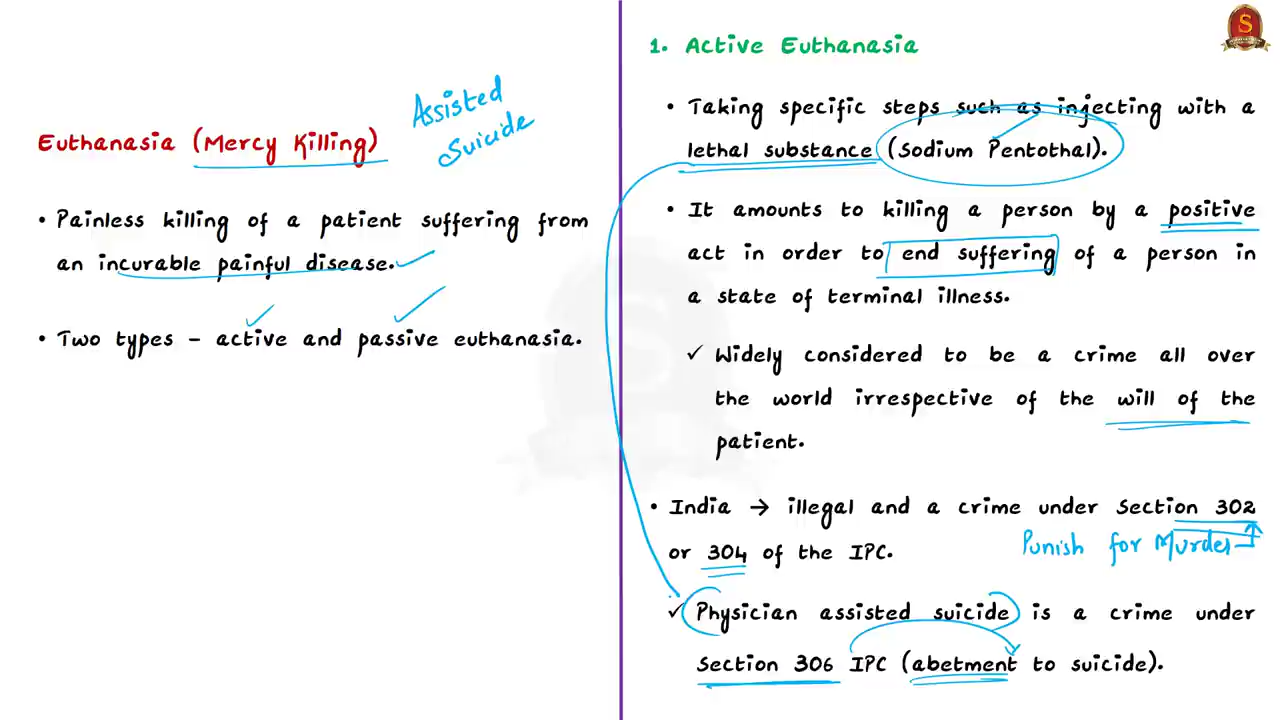 Euthanasia (Mercy Killing)
Assisted
Suicide
• Painless killing of a patient suffering from
an incurable painful disease.
• Two types – active and passive euthanasia.
1. Active Euthanasia
• Taking specific steps such as injecting with a
lethal substance (Sodium Pentothal).
• It amounts to killing a person by a positive
act in order to end suffering of a person in
a state of terminal illness.
✓ Widely considered to be a crime all over
the world irrespective of the will of the
patient.
• India → illegal and a crime under Section 302
or 304 of the IPC.
Punish for Murder
✓ Physician assisted suicide is a crime under
section 306 IPC (abetment to suicide).
S